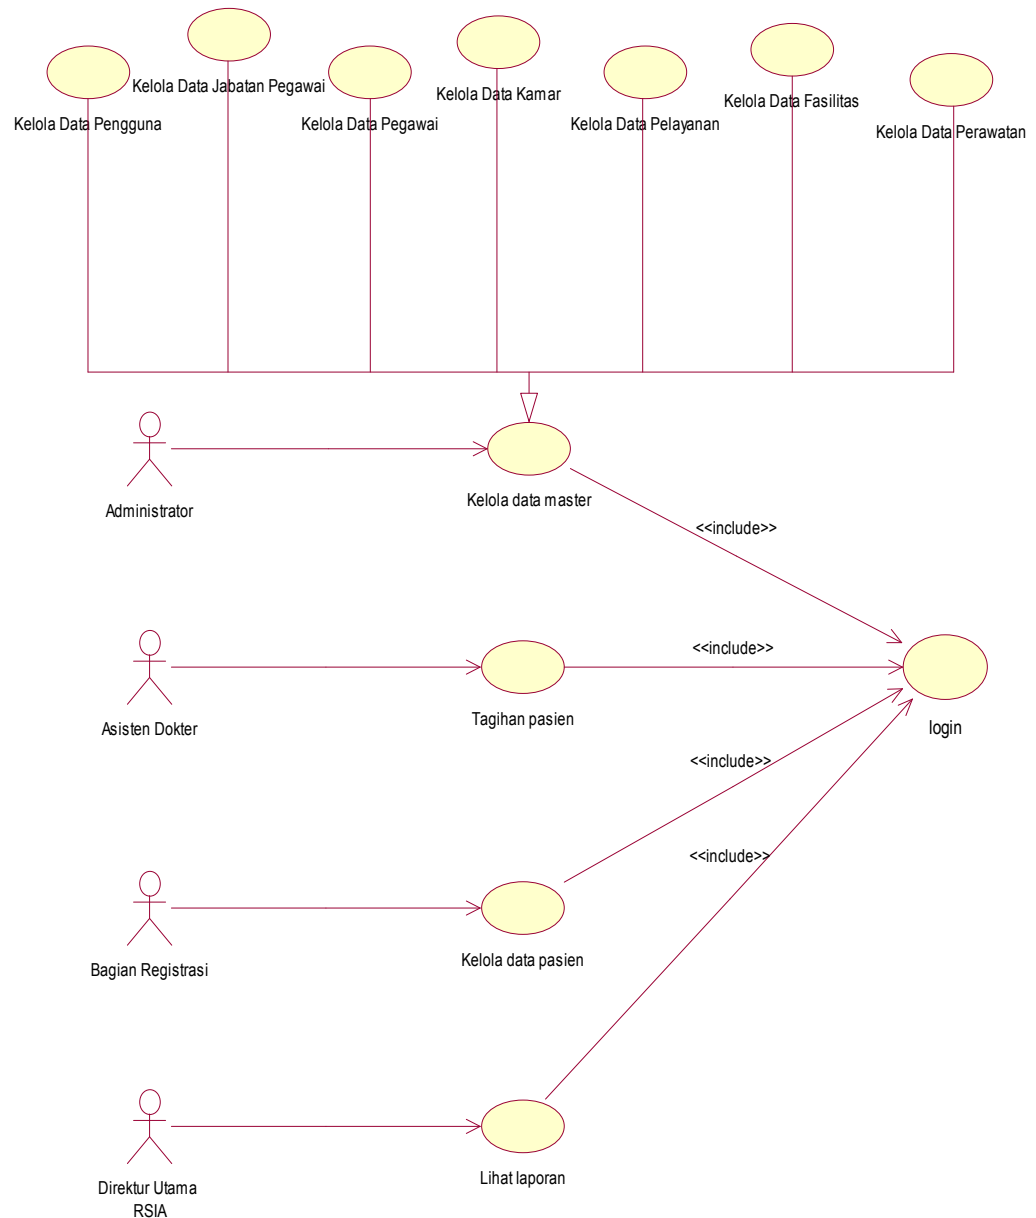 Kelola Data Pengguna
Kelola Data Jabatan Pegawai
Kelola Data Pegawai
Kelola Data Kamar
Kelola Data Pelayanan
Kelola Data Fasilitas
Kelola Data Perawatan
Administrator
Kelola data master
<<include>>
Asisten Dokter
Tagihan pasien
<<include>>
login
<<include>>
Bagian Registrasi
Kelola data pasien
<<include>>
Direktur Utama
RSIA
Lihat laporan